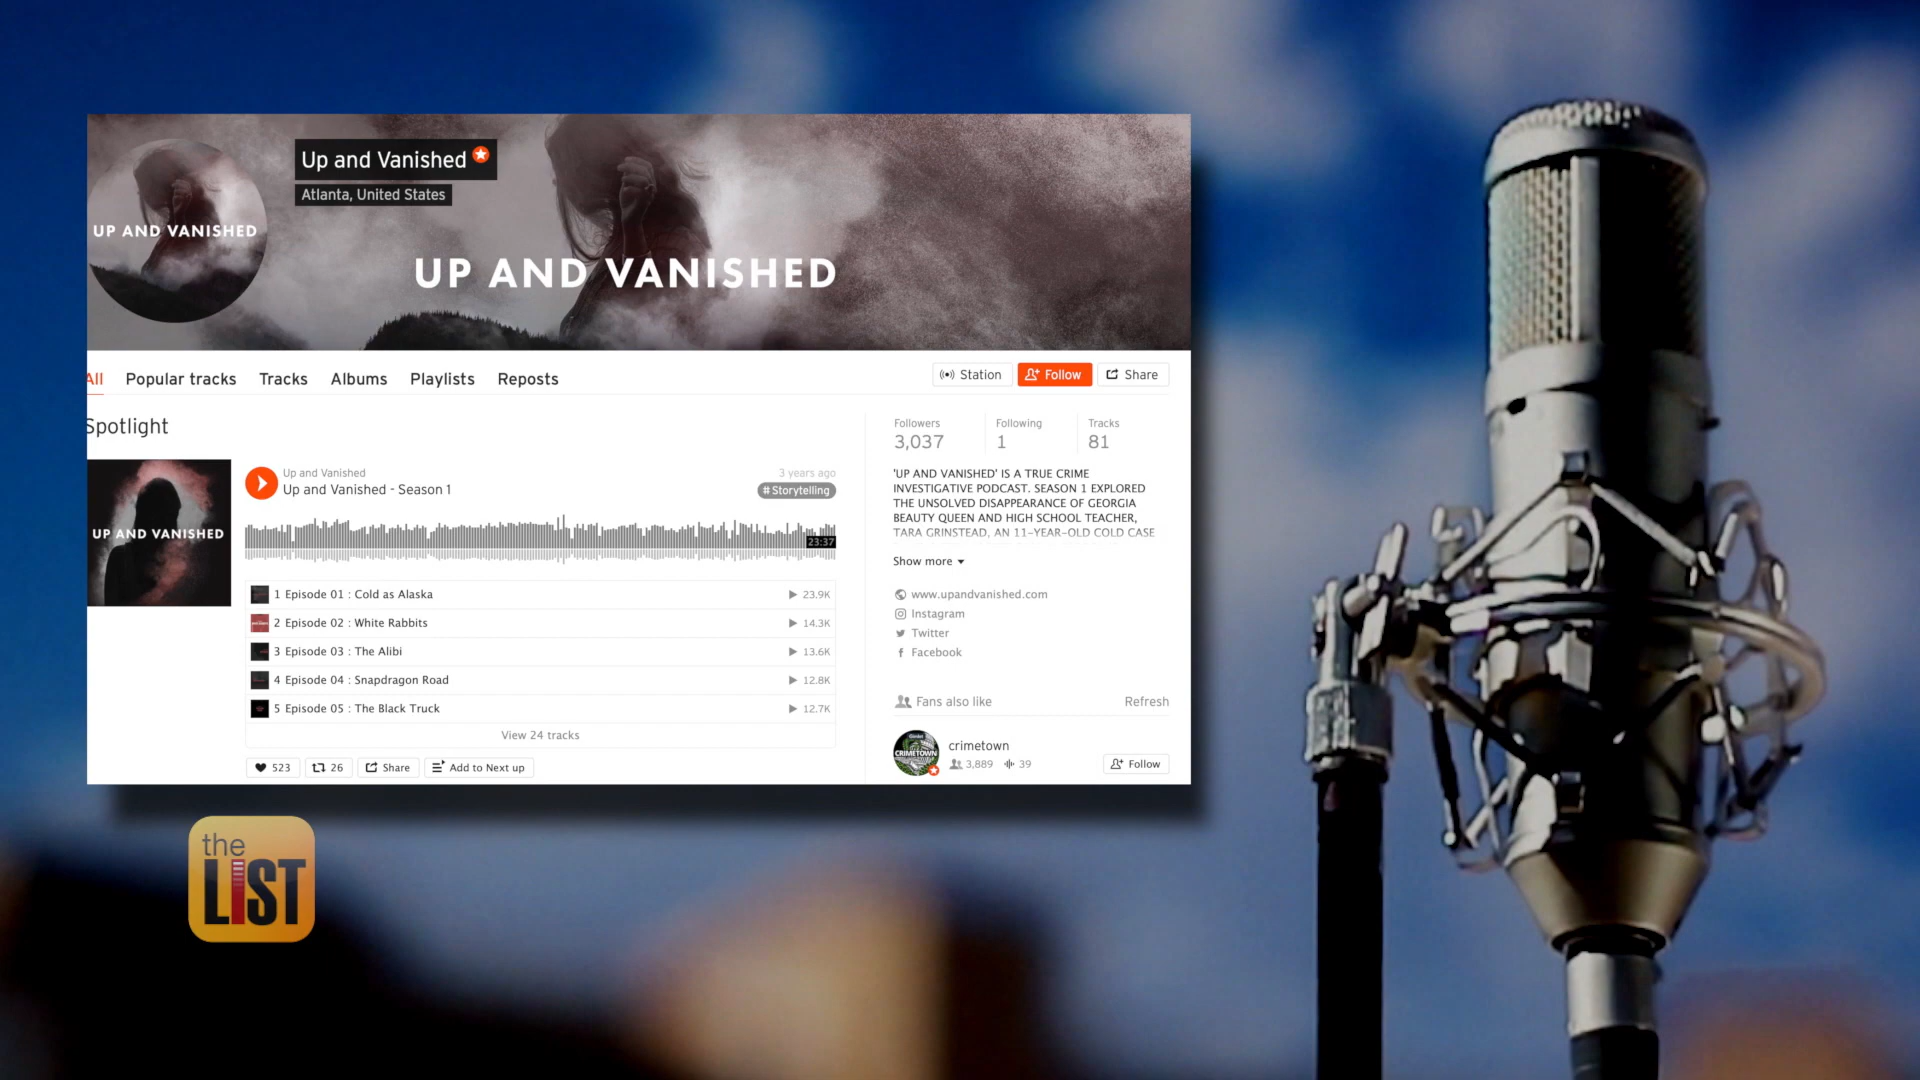 Up and Vanished
Atlanta, United States
UP AND VANISHED
UP AND VANISHED
All
Popular tracks
Tracks
Albums
Playlists
Reposts
Station
Follow
Share
Spotlight
Followers
3,037
Following
1
Tracks
81
Up and Vanished
3 years ago
Up and Vanished - Season 1
# Storytelling
UP AND VANISHED
23:37
1 Episode 01 : Cold as Alaska
23.9K
2 Episode 02 : White Rabbits
14.3K
3 Episode 03 : The Alibi
13.6K
4 Episode 04 : Snapdragon Road
12.8K
5 Episode 05 : The Black Truck
12.7K
View 24 tracks
523
26
Share
Add to Next up
'UP AND VANISHED' IS A TRUE CRIME
INVESTIGATIVE PODCAST. SEASON 1 EXPLORED
THE UNSOLVED DISAPPEARANCE OF GEORGIA
BEAUTY QUEEN AND HIGH SCHOOL TEACHER,
TARA GRINSTEAD, AN 11-YEAR-OLD COLD CASE
Show more
www.upandvanished.com
Instagram
Twitter
Facebook
Fans also like
Refresh
Gimlet
CRIMETOWN
crimetown
3,889
39
Follow
the
LIST